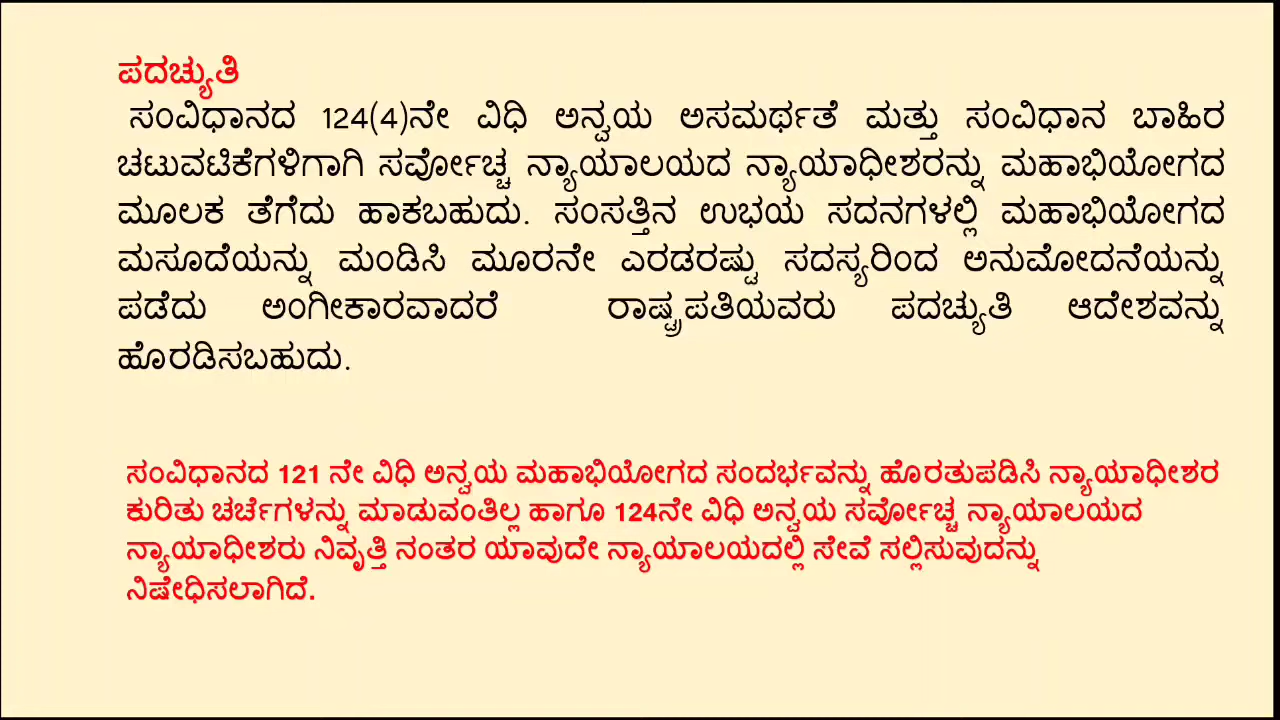 ಪದಚ್ಯುತಿ
ಸಂವಿಧಾನದ 124(4)ನೇ ವಿಧಿ ಅನ್ವಯ ಅಸಮರ್ಥತೆ ಮತ್ತು ಸಂವಿಧಾನ ಬಾಹಿರ
ಚಟುವಟಿಕೆಗಳಿಗಾಗಿ ಸರ್ವೋಚ್ಚ ನ್ಯಾಯಾಲಯದ ನ್ಯಾಯಾಧೀಶರನ್ನು ಮಹಾಭಿಯೋಗದ
ಮೂಲಕ ತೆಗೆದು ಹಾಕಬಹುದು. ಸಂಸತ್ತಿನ ಉಭಯ ಸದನಗಳಲ್ಲಿ ಮಹಾಭಿಯೋಗದ
ಮಸೂದೆಯನ್ನು ಮಂಡಿಸಿ ಮೂರನೇ ಎರಡರಷ್ಟು ಸದಸ್ಯರಿಂದ ಅನುಮೋದನೆಯನ್ನು
ಪಡೆದು ಅಂಗೀಕಾರವಾದರೆ ರಾಷ್ಟ್ರಪತಿಯವರು ಪದಚ್ಯುತಿ ಆದೇಶವನ್ನು
ಹೊರಡಿಸಬಹುದು.
ಸಂವಿಧಾನದ 121 ನೇ ವಿಧಿ ಅನ್ವಯ ಮಹಾಭಿಯೋಗದ ಸಂದರ್ಭವನ್ನು ಹೊರತುಪಡಿಸಿ ನ್ಯಾಯಾಧೀಶರ
ಕುರಿತು ಚರ್ಚೆಗಳನ್ನು ಮಾಡುವಂತಿಲ್ಲ ಹಾಗೂ 124ನೇ ವಿಧಿ ಅನ್ವಯ ಸರ್ವೋಚ್ಚ ನ್ಯಾಯಾಲಯದ
ನ್ಯಾಯಾಧೀಶರು ನಿವೃತ್ತಿ ನಂತರ ಯಾವುದೇ ನ್ಯಾಯಾಲಯದಲ್ಲಿ ಸೇವೆ ಸಲ್ಲಿಸುವುದನ್ನು
ನಿಷೇಧಿಸಲಾಗಿದೆ.